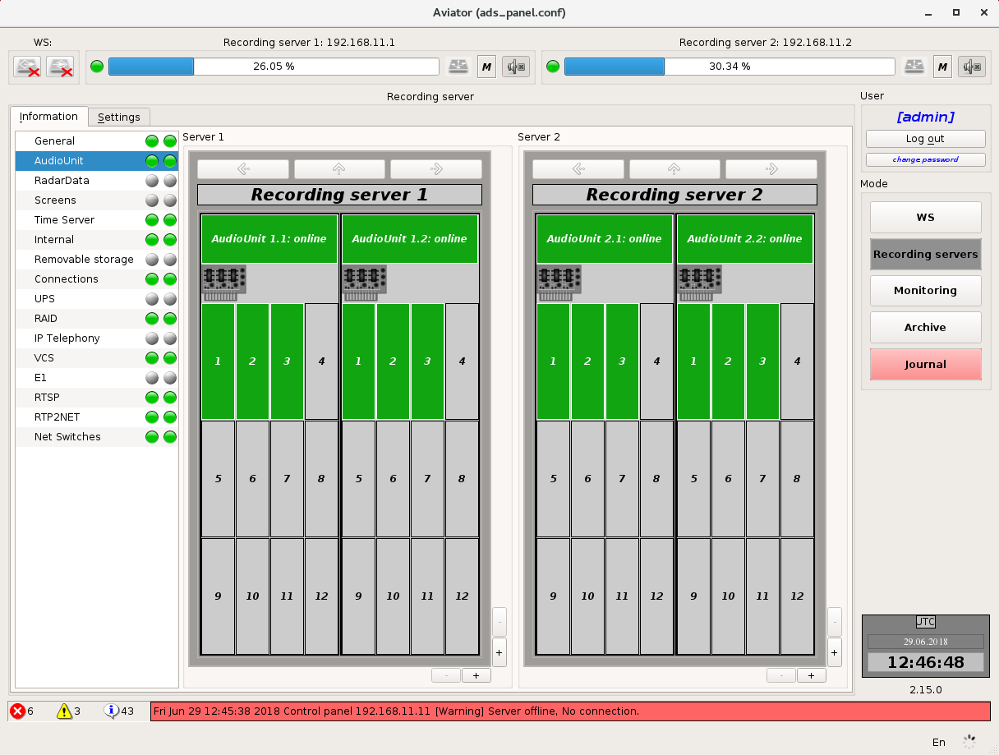 Aviator (ads_panel.conf)
WS:
Recording server 1: 192.168.11.1
Recording server 2: 192.168.11.2
26.05 %
M
30.34 %
M
Recording server
User
[admin]
Log out
change password
Mode
WS
Recording servers
Monitoring
Archive
Journal
Information
Settings
General
AudioUnit
RadarData
Screens
Time Server
Internal
Removable storage
Connections
UPS
RAID
IP Telephony
VCS
E1
RTSP
RTP2NET
Net Switches
Server 1
Recording server 1
AudioUnit 1.1: online
AudioUnit 1.2: online
1 2 3 4 1 2 3 4
5 6 7 8 5 6 7 8
9 10 11 12 9 10 11 12
-
+
- +
Server 2
Recording server 2
AudioUnit 2.1: online
AudioUnit 2.2: online
1 2 3 4 1 2 3 4
5 6 7 8 5 6 7 8
9 10 11 12 9 10 11 12
-
+
- +
UTC
29.06.2018
12:46:48
2.15.0
6
3
43
Fri Jun 29 12:45:38 2018 Control panel 192.168.11.11 [Warning] Server offline, No connection.
En